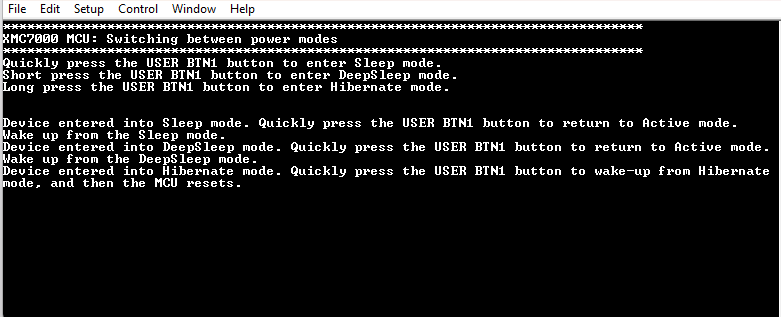 File Edit Setup Control Window Help
********************************************************************************
XMC7000 MCU: Switching between power modes
********************************************************************************
Quickly press the USER BTN1 button to enter Sleep mode.
Short press the USER BTN1 button to enter DeepSleep mode.
Long press the USER BTN1 button to enter Hibernate mode.
Device entered into Sleep mode. Quickly press the USER BTN1 button to return to Active mode.
Wake up from the Sleep mode.
Device entered into DeepSleep mode. Quickly press the USER BTN1 button to return to Active mode.
Wake up from the DeepSleep mode.
Device entered into Hibernate mode. Quickly press the USER BTN1 button to wake-up from Hibernate
mode, and then the MCU resets.